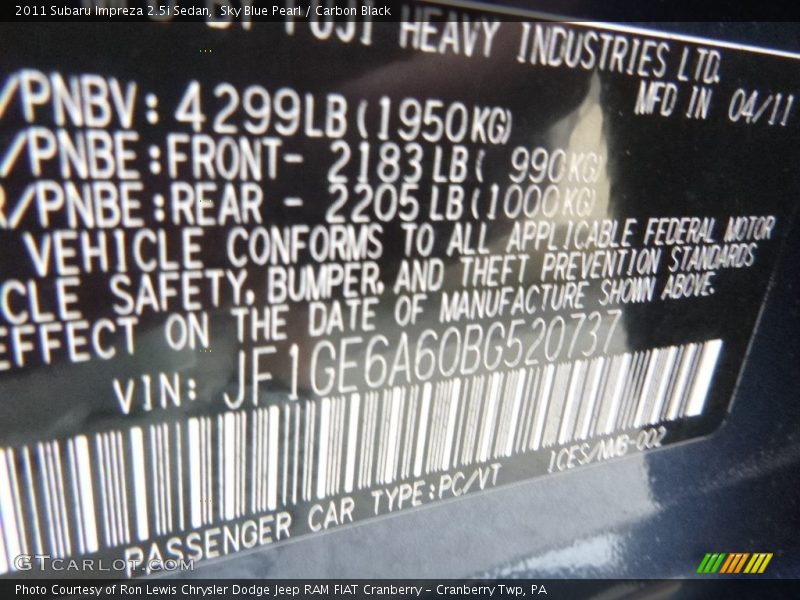 2011 Subaru Impreza 2.5i Sedan, Sky Blue Pearl / Carbon Black
BY FUJI HEAVY INDUSTRIES LTD.
MFD IN 04/11
/PNBV: 4299LB(1950KG)
/PNBE:FRONT- 2183LB( 990KG)
R/PNBE:REAR - 2205LB(1000KG)
VEHICLE CONFORMS TO ALL APPLICABLE FEDERAL MOTOR
CLE SAFETY, BUMPER, AND THEFT PREVENTION STANDARDS
EFFECT ON THE DATE OF MANUFACTURE SHOWN ABOVE.
VIN: JF1GE6A60BG520737
PASSENGER CAR TYPE:PC/VT ICES/NMB-002
GTCARLOT.COM
Photo Courtesy of Ron Lewis Chrysler Dodge Jeep RAM FIAT Cranberry – Cranberry Twp, PA